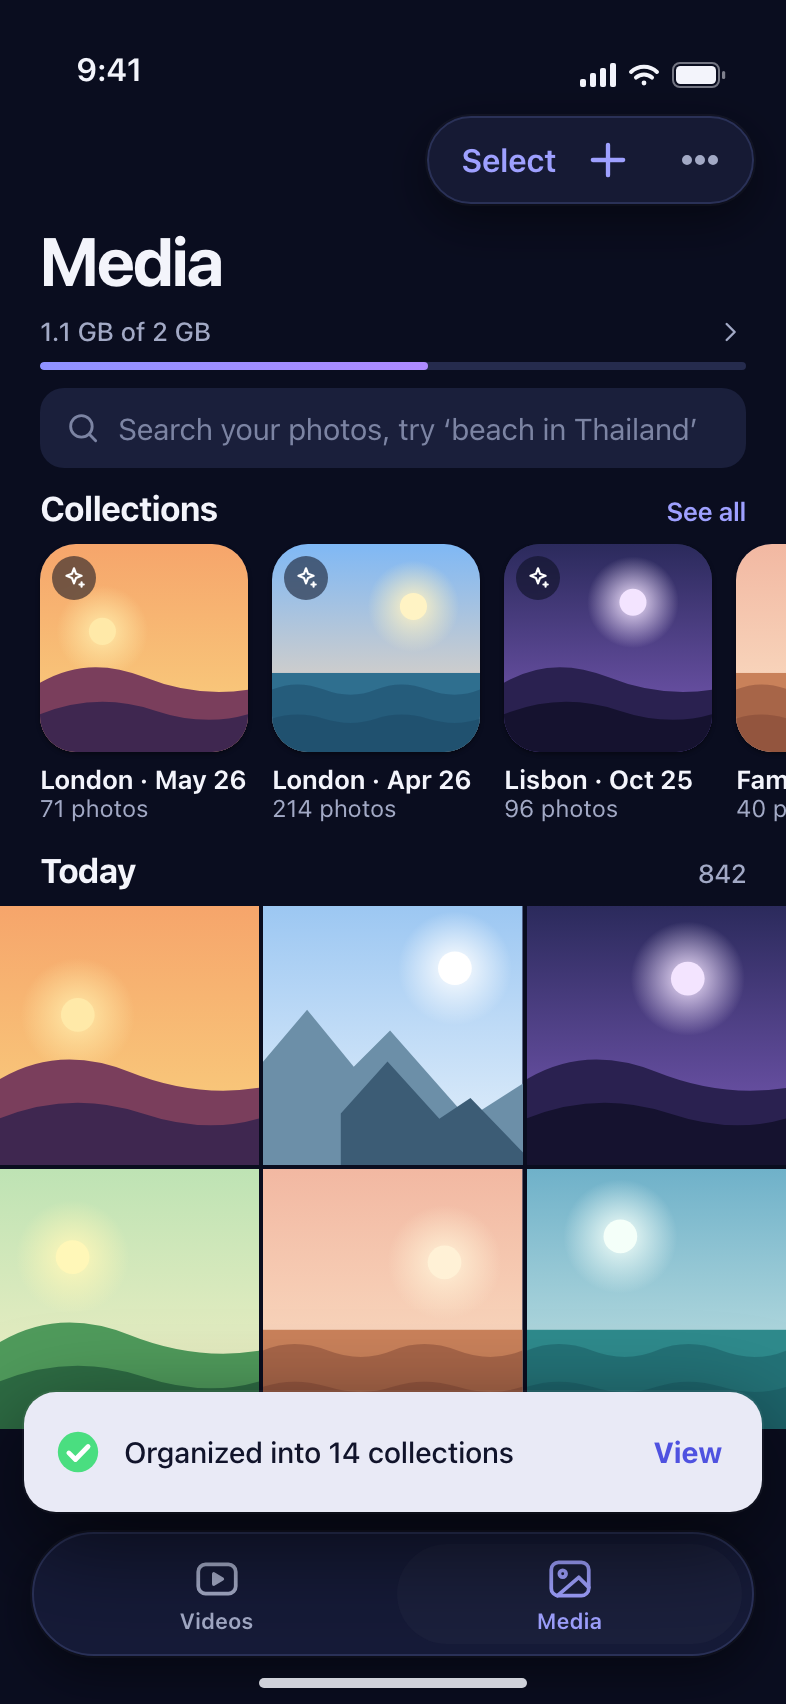 9:41
Select
Media
1.1 GB of 2 GB
Search your photos, try ‘beach in Thailand’
Collections
See all
London · May 26
71 photos
London · Apr 26
214 photos
Lisbon · Oct 25
96 photos
Fam
40 p
Today
842
Organized into 14 collections
View
Videos
Media